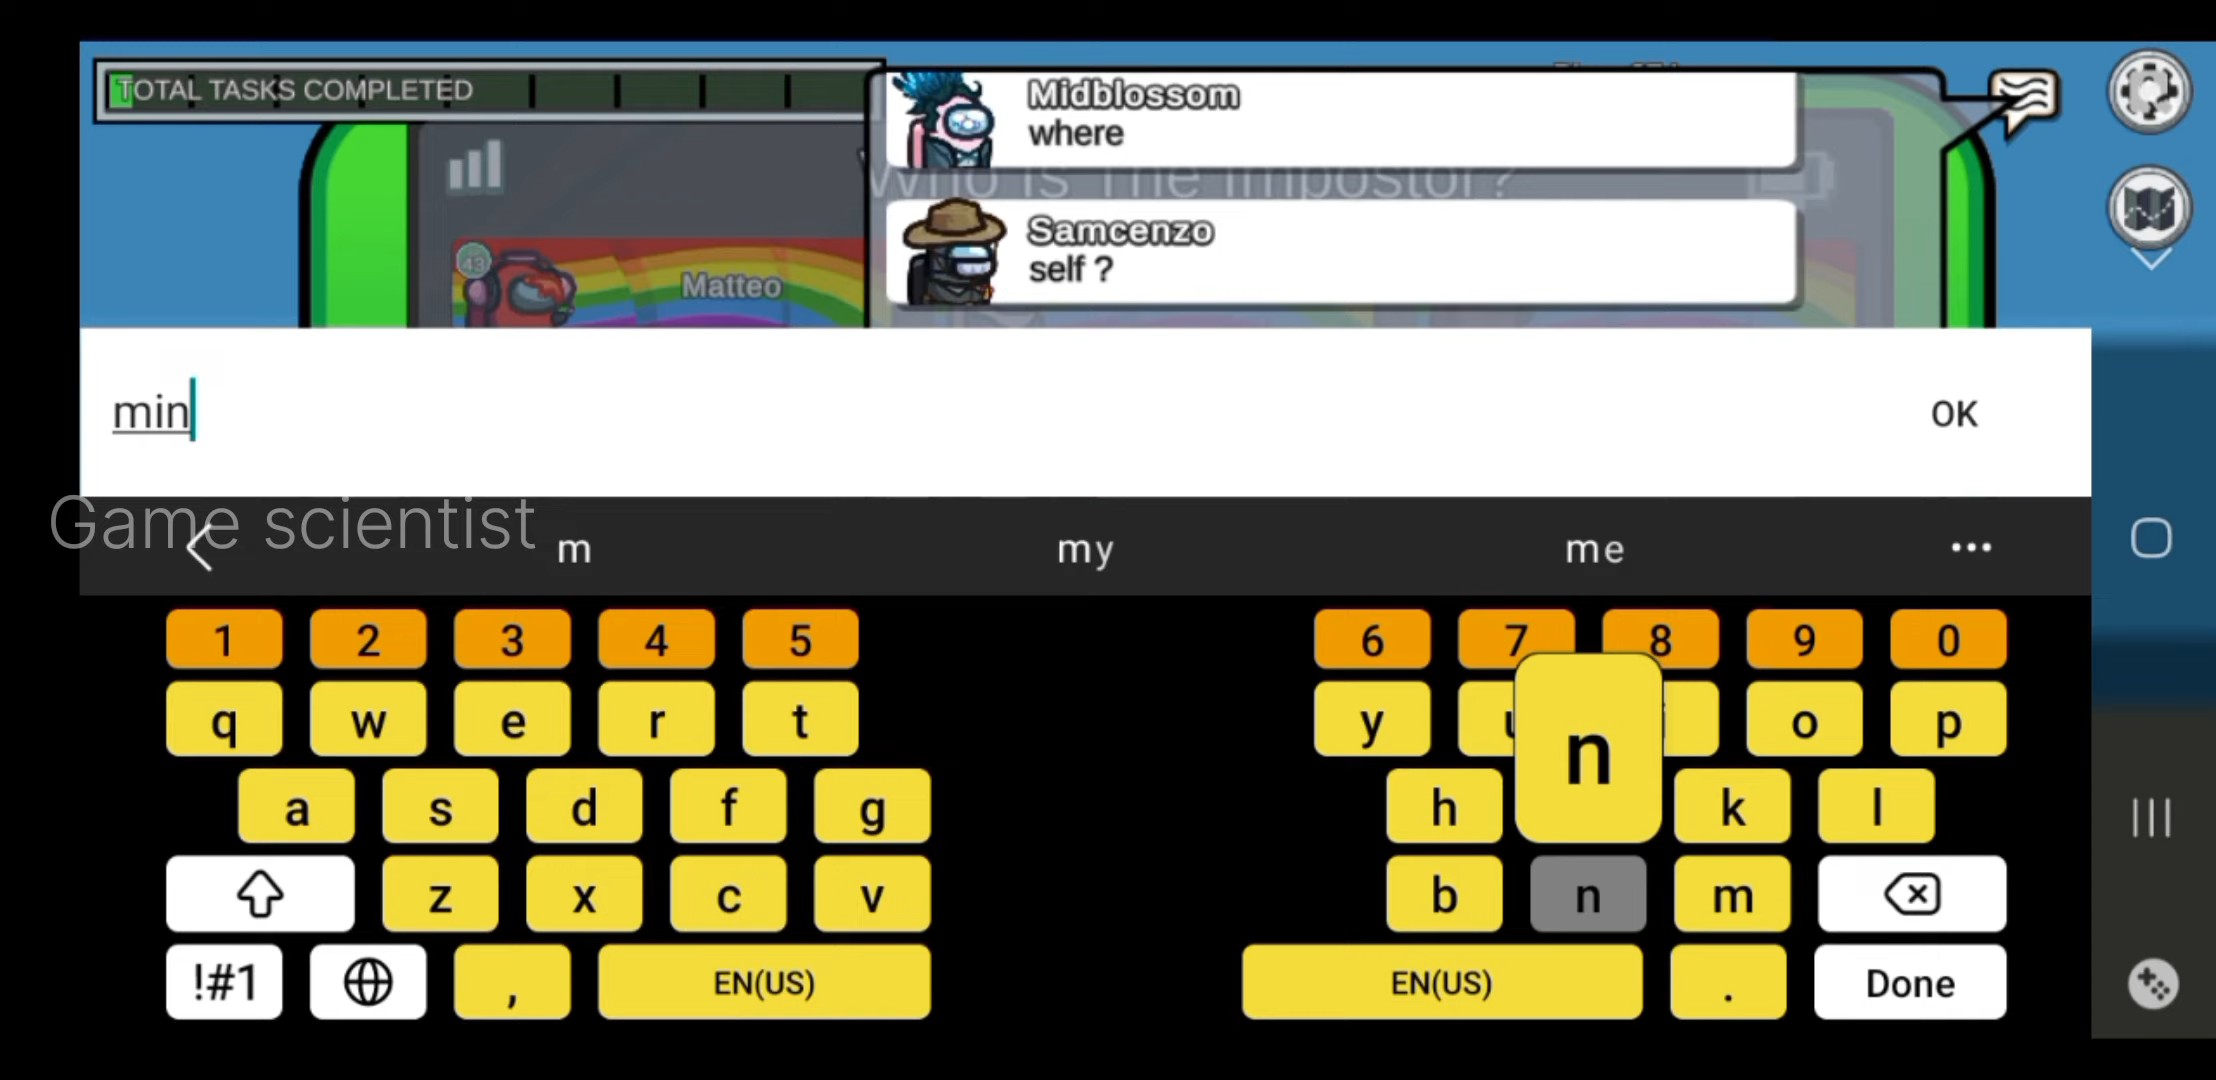 TOTAL TASKS COMPLETED
Midblossom
where
Who Is The Impostor?
Samcenzo
self ?
43
Matteo
min
OK
Game scientist
m
my
me
1 2 3 4 5 6 7 8 9 0
q w e r t y u i o p
n
a s d f g h k l
z x c v b n m
!#1 , EN(US) EN(US) . Done